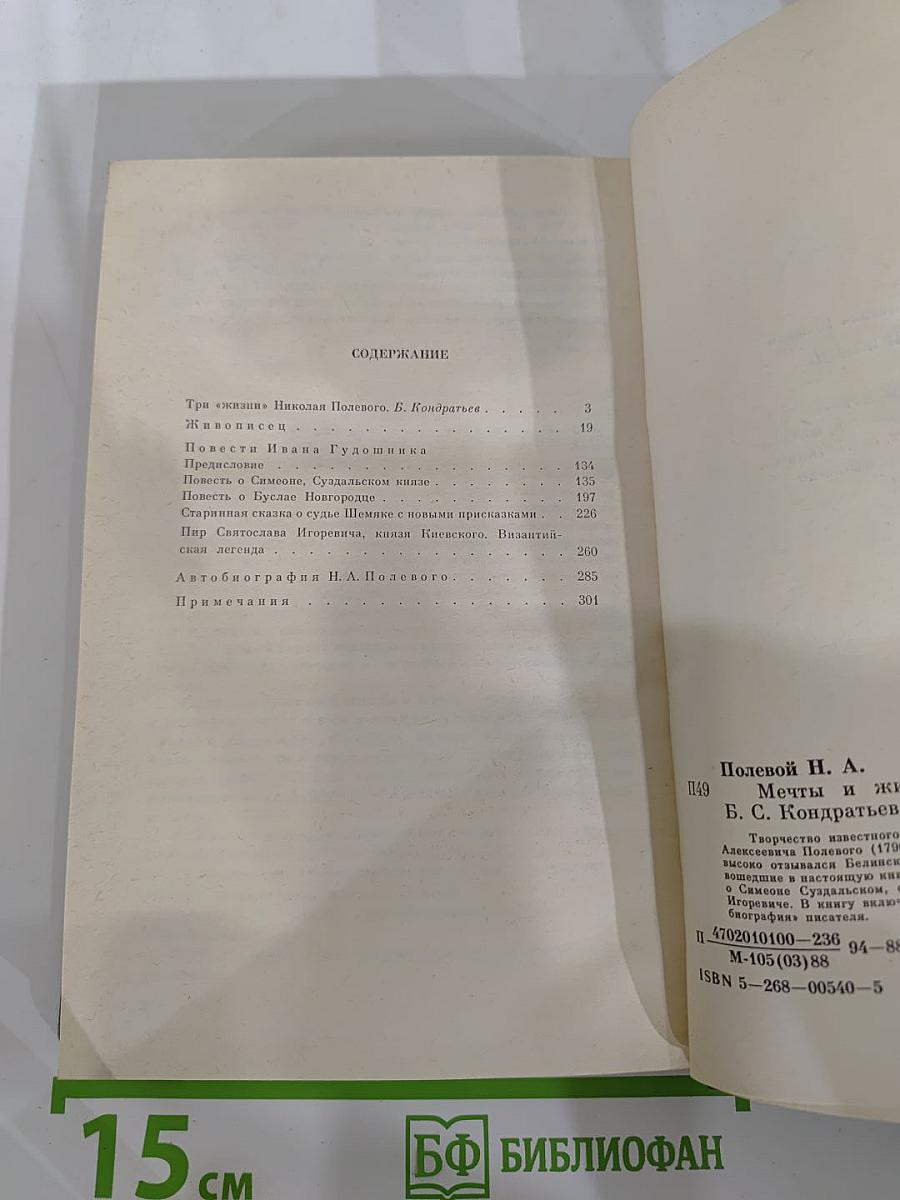 СОДЕРЖАНИЕ
Три «жизни» Николая Полевого. Б. Кондратьев . . . . . 3
Живописец . . . . . . . . . . . . . . . . 19
Повести Ивана Гудошника
Предисловие . . . . . . . . . . . . . . . . . 134
Повесть о Симеоне, Суздальском князе . . . . . . . 135
Повесть о Буслае Новгородце . . . . . . . . . . . 197
Старинная сказка о судье Шемяке с новыми присказками . . 226
Пир Святослава Игоревича, князя Киевского. Византий-
ская легенда . . . . . . . . . . . . . . . . . 260
Автобиография Н. А. Полевого . . . . . . . 285
Примечания . . . . . . . . . . . . . . . 301
Полевой Н. А.
П49 Мечты и
Б. С. Кондратьев
Творчество известного
Алексеевича Полевого
высоко отзывался
вошедшие в настоящую
о Симеоне Суздальском,
Игоревиче. В книгу
биография» писателя.
П 4702010100—236 94—88
М-105(03)88
ISBN 5—268—00540—5
15 см
БФ БИБЛИОФАН